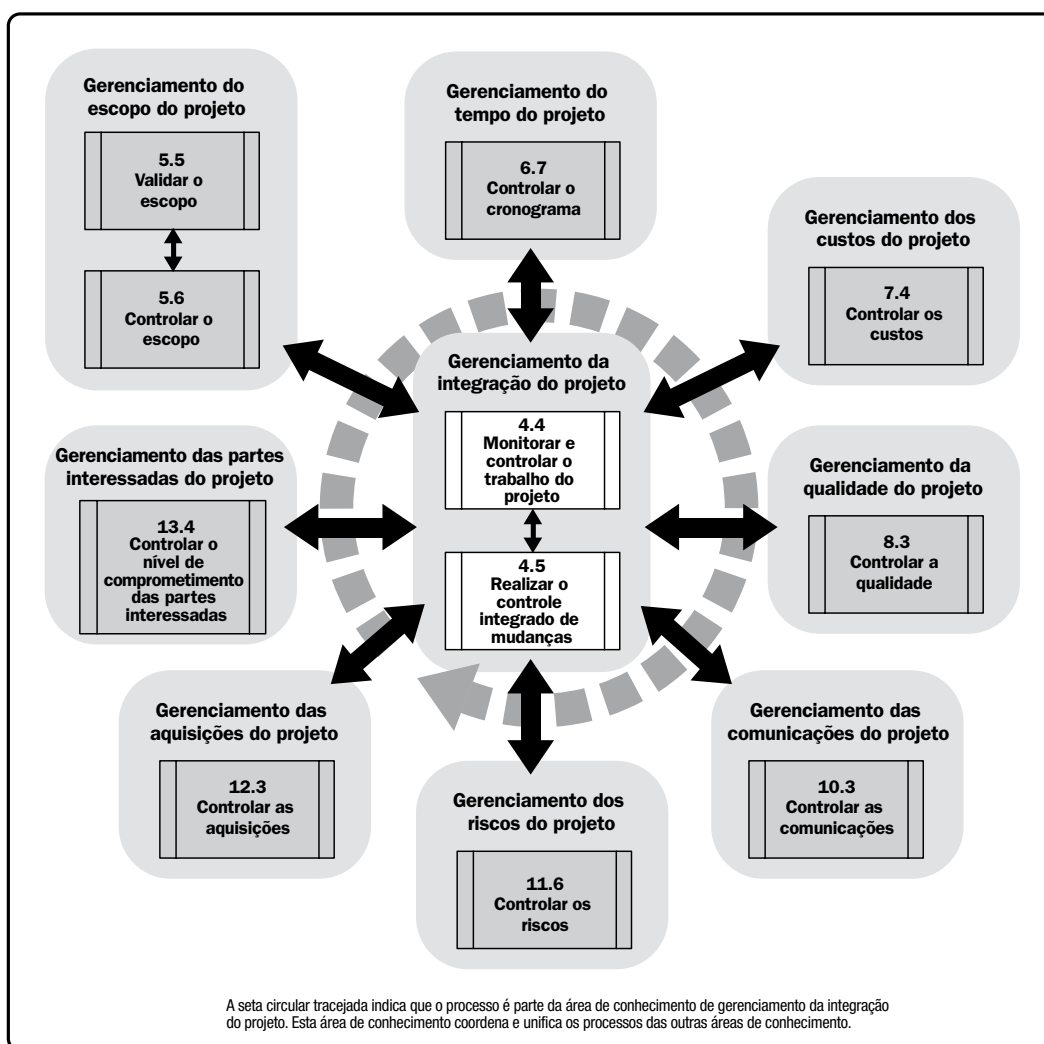 Gerenciamento do
escopo do projeto
5.5
Validar o
escopo
5.6
Controlar o
escopo
Gerenciamento do
tempo do projeto
6.7
Controlar o
cronograma
Gerenciamento dos
custos do projeto
7.4
Controlar os
custos
Gerenciamento da
integração do projeto
4.4
Monitorar e
controlar o
trabalho do
projeto
4.5
Realizar o
controle
integrado de
mudanças
Gerenciamento das partes
interessadas do projeto
13.4
Controlar o
nível de
comprometimento
das partes
interessadas
Gerenciamento da
qualidade do projeto
8.3
Controlar a
qualidade
Gerenciamento das
aquisições do projeto
12.3
Controlar as
aquisições
Gerenciamento dos
riscos do projeto
11.6
Controlar os
riscos
Gerenciamento das
comunicações do projeto
10.3
Controlar as
comunicações
A seta circular tracejada indica que o processo é parte da área de conhecimento de gerenciamento da integração
do projeto. Esta área de conhecimento coordena e unifica os processos das outras áreas de conhecimento.